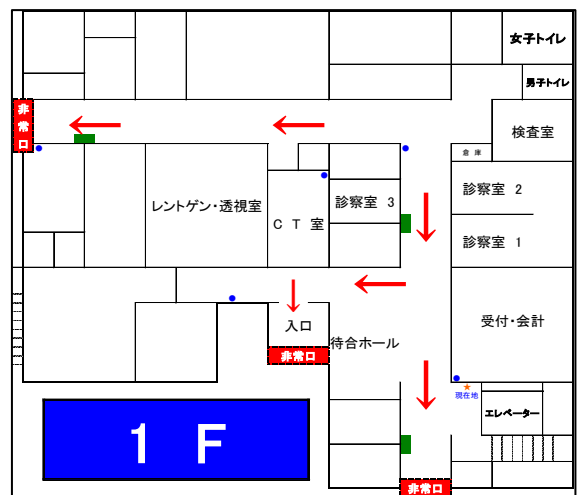 女子トイレ
男子トイレ
非常口
検査室
倉 庫
診察室 2
レントゲン・透視室
診察室 3
C T 室
診察室 1
受付・会計
入口
待合ホール
非常口
現在地
エレベーター
1 F
非常口